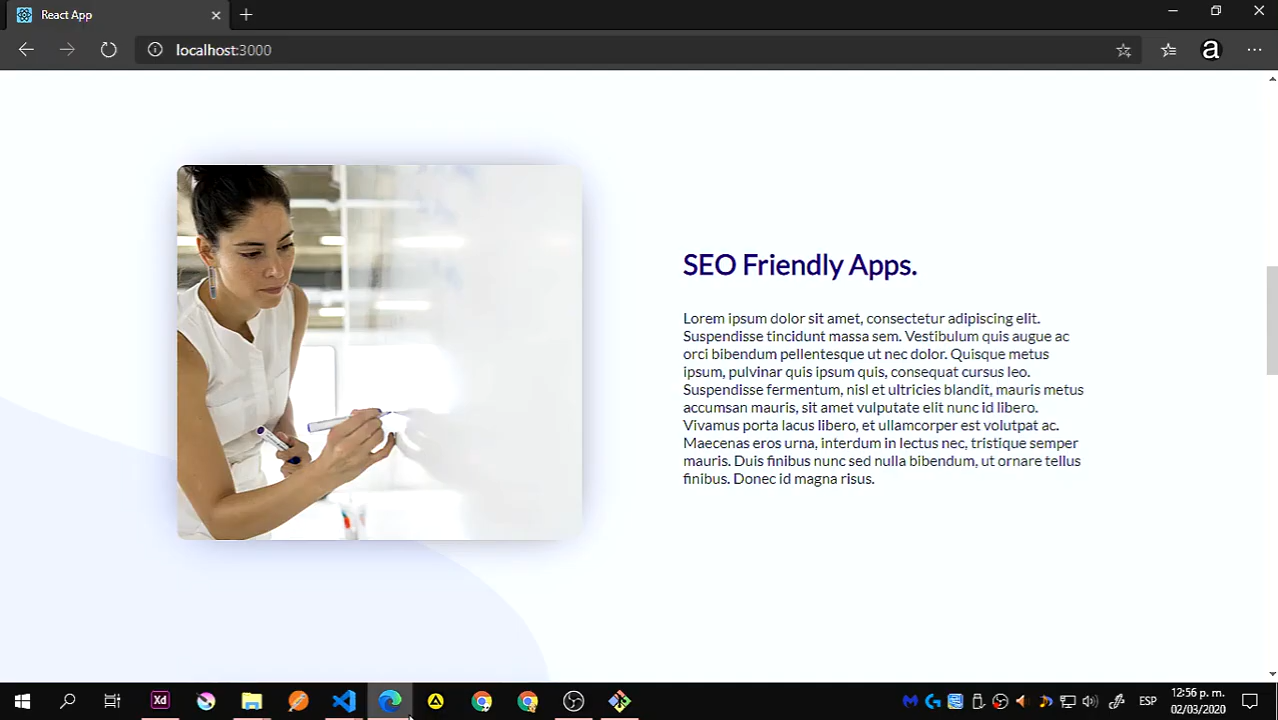 React App
localhost:3000
a
SEO Friendly Apps.
Lorem ipsum dolor sit amet, consectetur adipiscing elit.
Suspendisse tincidunt massa sem. Vestibulum quis augue ac
orci bibendum pellentesque ut nec dolor. Quisque metus
ipsum, pulvinar quis ipsum quis, consequat cursus leo.
Suspendisse fermentum, nisl et ultricies blandit, mauris metus
accumsan mauris, sit amet vulputate elit nunc id libero.
Vivamus porta lacus libero, et ullamcorper est volutpat ac.
Maecenas eros urna, interdum in lectus nec, tristique semper
mauris. Duis finibus nunc sed nulla bibendum, ut ornare tellus
finibus. Donec id magna risus.
Xd
ESP
12:56 p. m.
02/03/2020